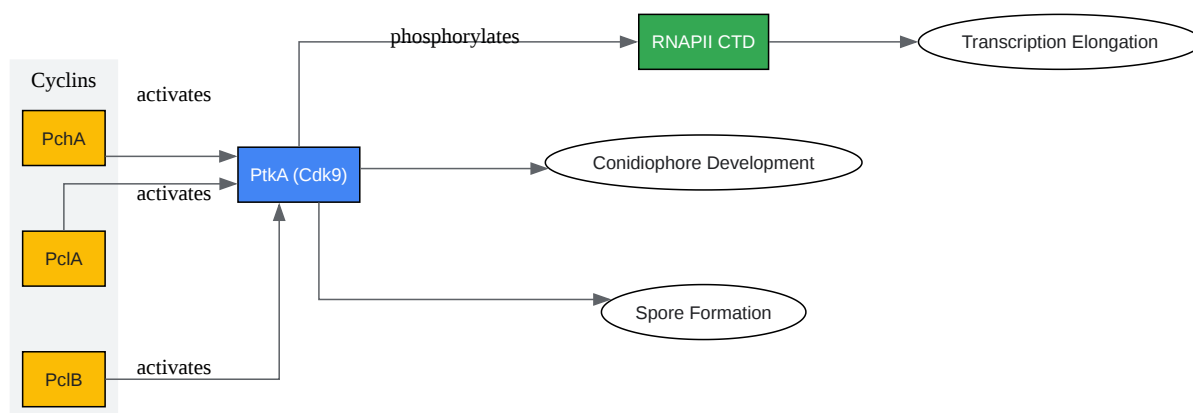 phosphorylates
RNAPII CTD
Transcription Elongation
Cyclins
activates
PchA
PtkA (Cdk9)
Conidiophore Development
activates
PclA
Spore Formation
activates
PclB